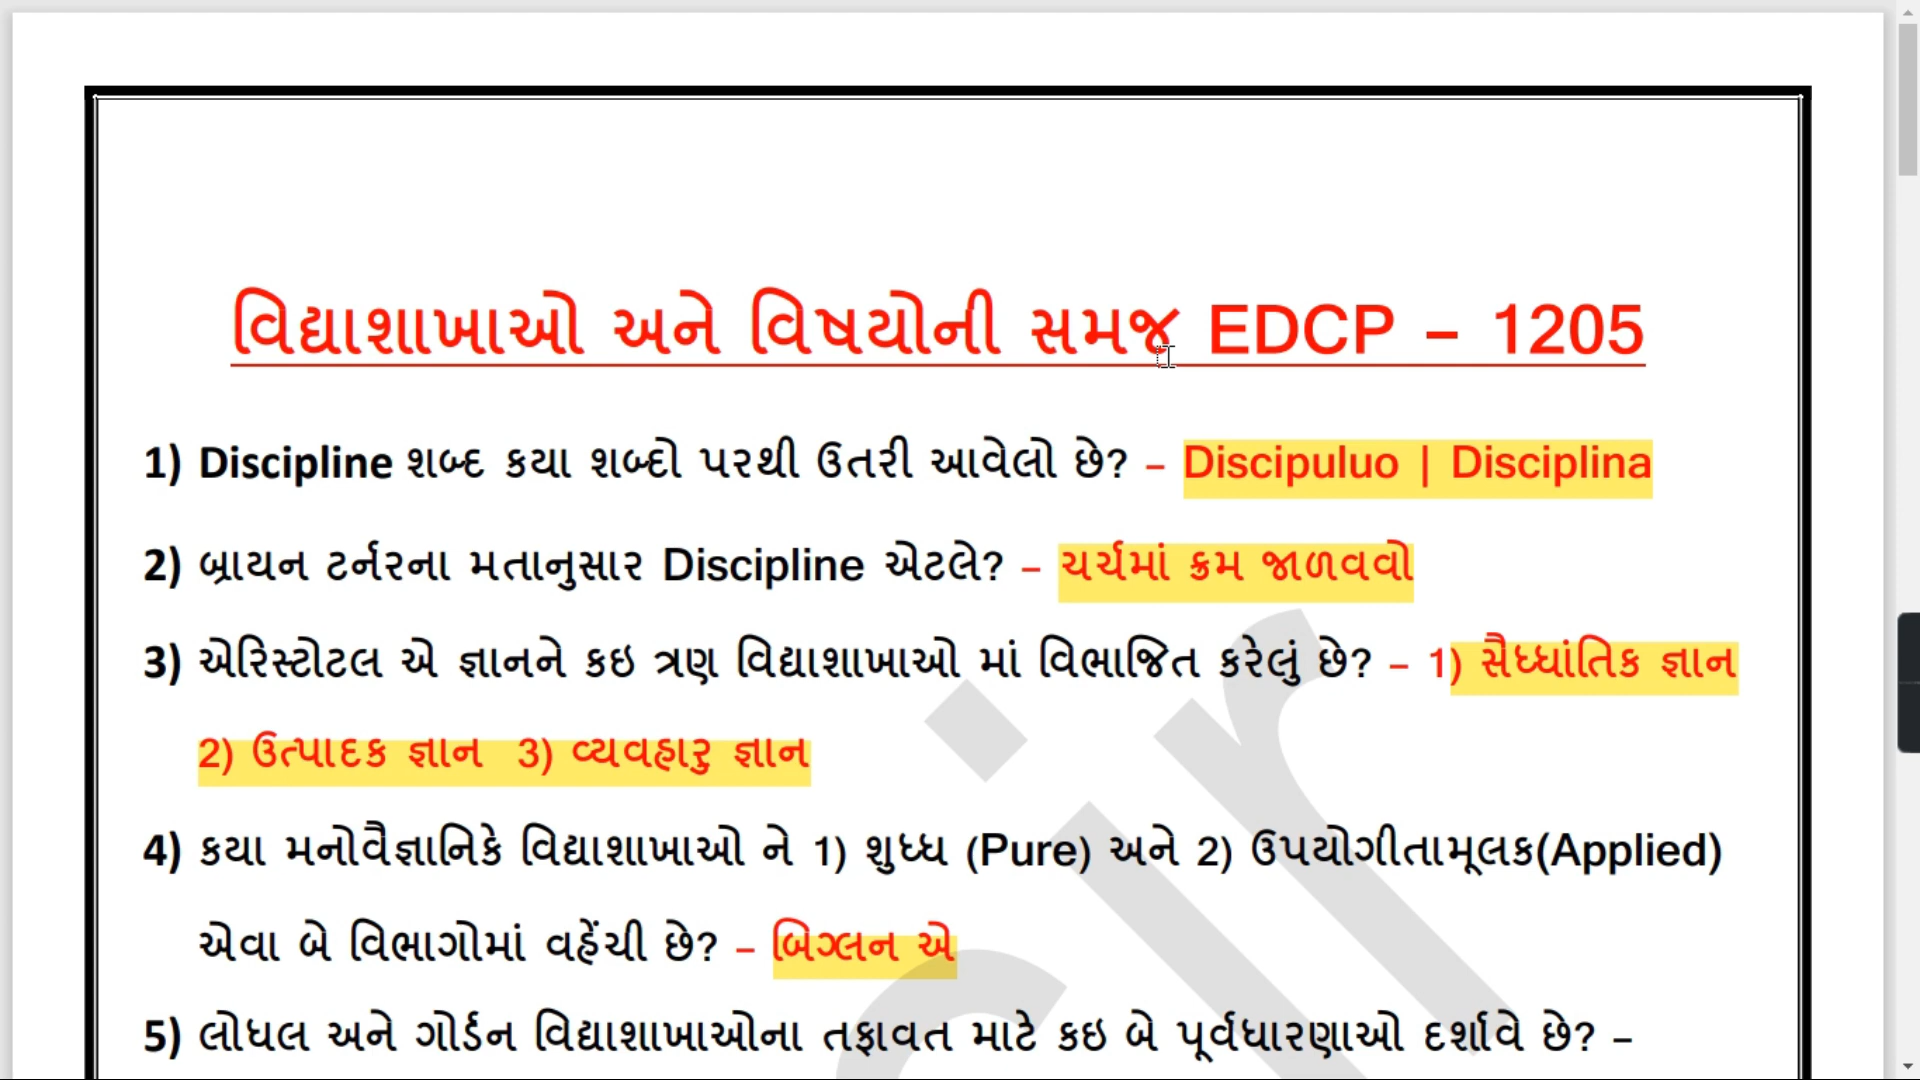 વિદ્યાશાખાઓ અને વિષયોની સમજ EDCP – 1205
1) Discipline શબ્દ કયા શબ્દો પરથી ઉતરી આવેલો છે? – Discipuluo | Disciplina
2) બ્રાયન ટર્નરના મતાનુસાર Discipline એટલે? – ચર્ચમાં ક્રમ જાળવવો
3) એરિસ્ટોટલ એ જ્ઞાનને કઇ ત્રણ વિદ્યાશાખાઓ માં વિભાજિત કરેલું છે? – 1) સૈધ્ધાંતિક જ્ઞાન
2) ઉત્પાદક જ્ઞાન 3) વ્યવહારુ જ્ઞાન
4) કયા મનોવૈજ્ઞાનિકે વિદ્યાશાખાઓ ને 1) શુધ્ધ (Pure) અને 2) ઉપયોગીતામૂલક(Applied)
એવા બે વિભાગોમાં વહેંચી છે? – બિગ્લન એ
5) લોધલ અને ગોર્ડન વિદ્યાશાખાઓના તફાવત માટે કઇ બે પૂર્વધારણાઓ દર્શાવે છે? –